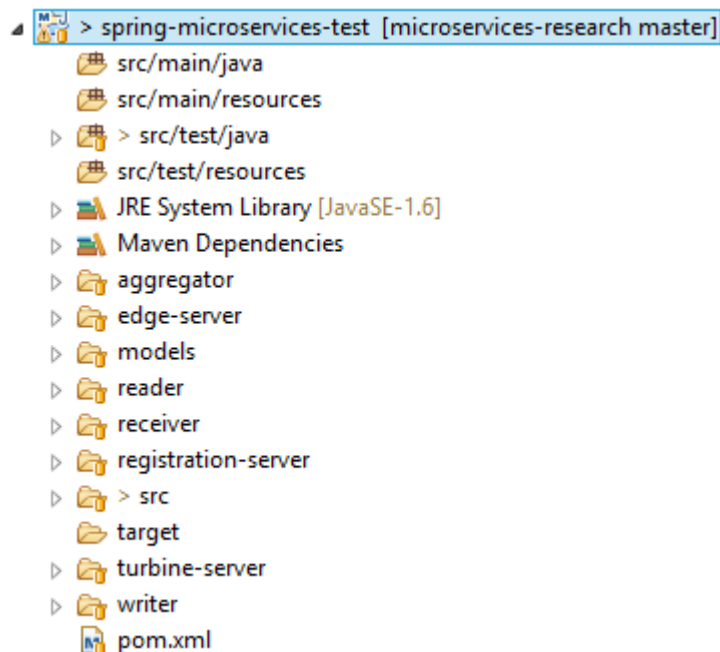 > spring-microservices-test [microservices-research master]
src/main/java
src/main/resources
> src/test/java
src/test/resources
JRE System Library [JavaSE-1.6]
Maven Dependencies
aggregator
edge-server
models
reader
receiver
registration-server
> src
target
turbine-server
writer
pom.xml